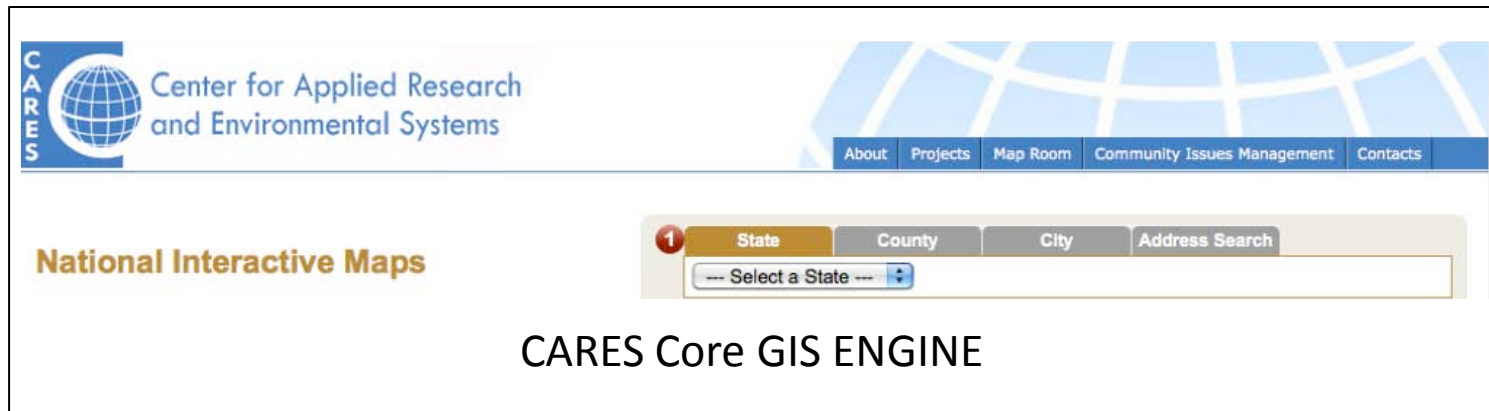 CARES
Center for Applied Research
and Environmental Systems
About Projects Map Room Community Issues Management Contacts
National Interactive Maps
1 State County City Address Search
--- Select a State ---
CARES Core GIS ENGINE